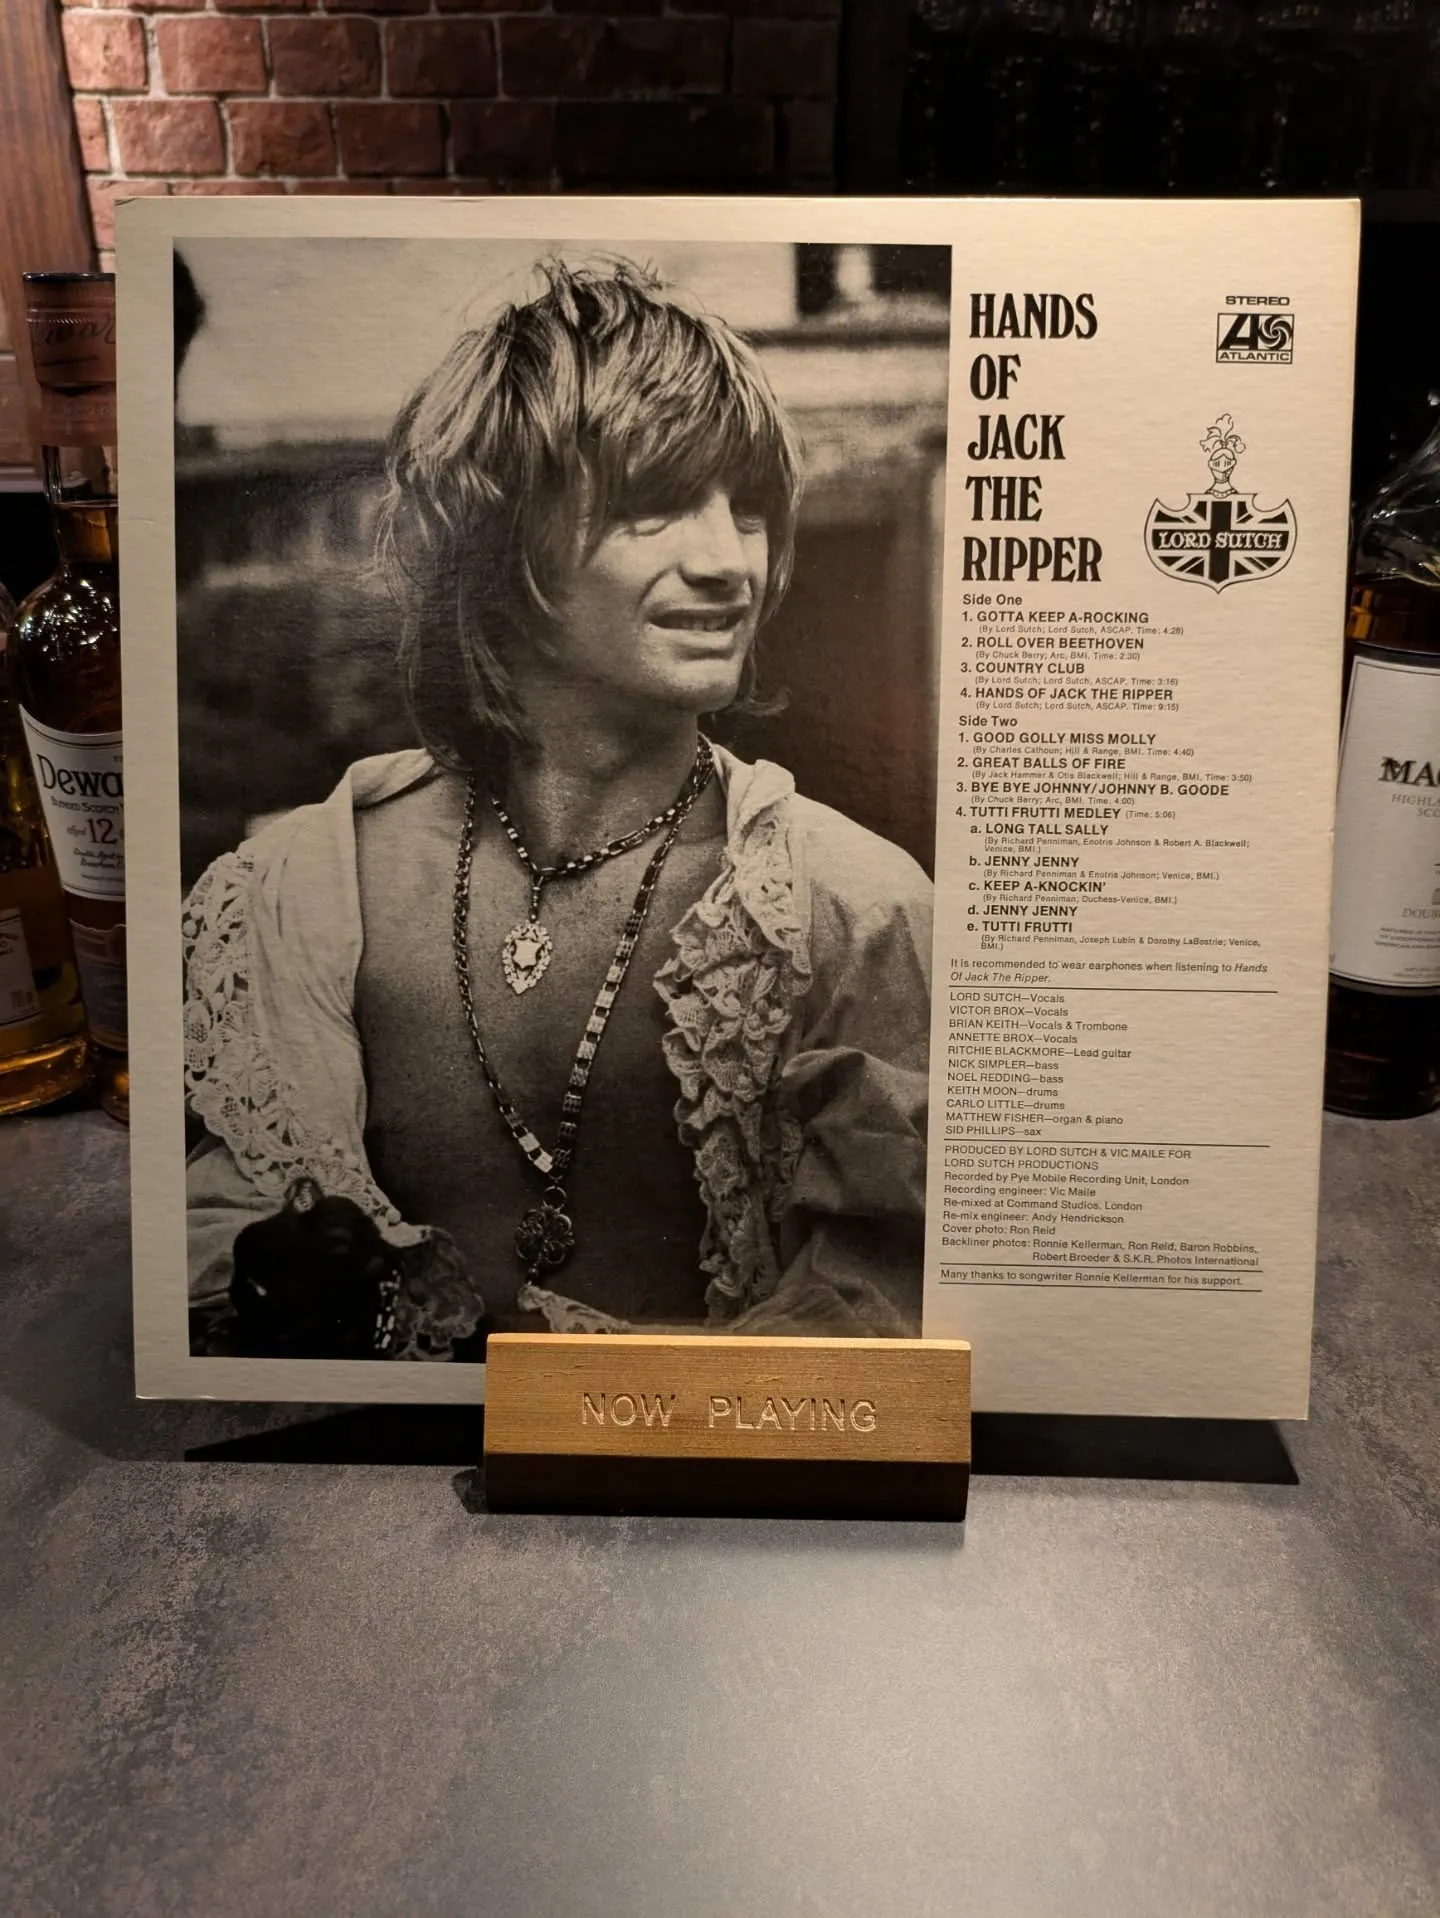 HANDS
OF
JACK
THE
RIPPER
STEREO
ATLANTIC
LORD SUTCH
Side One
1. GOTTA KEEP A-ROCKING
(By Lord Sutch; Lord Sutch, ASCAP. Time: 4:28)
2. ROLL OVER BEETHOVEN
(By Chuck Berry; Arc, BMI. Time: 2:30)
3. COUNTRY CLUB
(By Lord Sutch; Lord Sutch, ASCAP. Time: 3:16)
4. HANDS OF JACK THE RIPPER
(By Lord Sutch; Lord Sutch, ASCAP. Time: 9:15)
Side Two
1. GOOD GOLLY MISS MOLLY
(By Charles Calhoun; Hill & Range, BMI. Time: 4:40)
2. GREAT BALLS OF FIRE
(By Jack Hammer & Otis Blackwell; Hill & Range, BMI. Time: 3:50)
3. BYE BYE JOHNNY/JOHNNY B. GOODE
(By Chuck Berry; Arc, BMI. Time: 4:00)
4. TUTTI FRUTTI MEDLEY (Time: 5:06)
a. LONG TALL SALLY
(By Richard Penniman, Enotris Johnson & Robert A. Blackwell;
Venice, BMI.)
b. JENNY JENNY
(By Richard Penniman & Enotris Johnson; Venice, BMI.)
c. KEEP A-KNOCKIN'
(By Richard Penniman; Duchess-Venice, BMI.)
d. JENNY JENNY
e. TUTTI FRUTTI
(By Richard Penniman, Joseph Lubin & Dorothy LaBostrie; Venice,
BMI.)
It is recommended to wear earphones when listening to Hands
Of Jack The Ripper.
LORD SUTCH—Vocals
VICTOR BROX—Vocals
BRIAN KEITH—Vocals & Trombone
ANNETTE BROX—Vocals
RITCHIE BLACKMORE—Lead guitar
NICK SIMPER—bass
NOEL REDDING—bass
KEITH MOON—drums
CARLO LITTLE—drums
MATTHEW FISHER—organ & piano
SID PHILLIPS—sax
PRODUCED BY LORD SUTCH & VIC MAILE FOR
LORD SUTCH PRODUCTIONS
Recorded by Pye Mobile Recording Unit, London
Recording engineer: Vic Maile
Re-mixed at Command Studios, London
Re-mix engineer: Andy Hendrickson
Cover photo: Ron Reid
Backliner photos: Ronnie Kellerman, Ron Reid, Baron Robbins,
Robert Broeder & S.K.R. Photos International
Many thanks to songwriter Ronnie Kellerman for his support.
NOW PLAYING
Dewa
BLENDED SCOTCH
Aged 12
MAC
HIGHL
SCO
DOUB